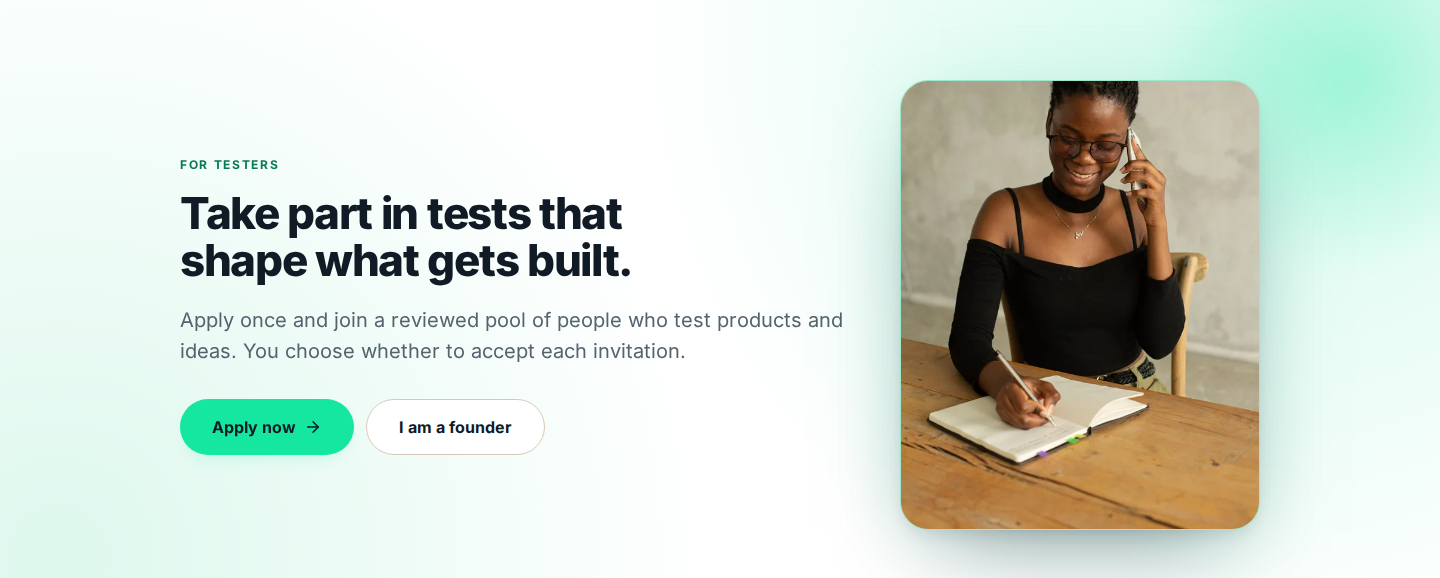 FOR TESTERS
Take part in tests that
shape what gets built.
Apply once and join a reviewed pool of people who test products and
ideas. You choose whether to accept each invitation.
Apply now →
I am a founder